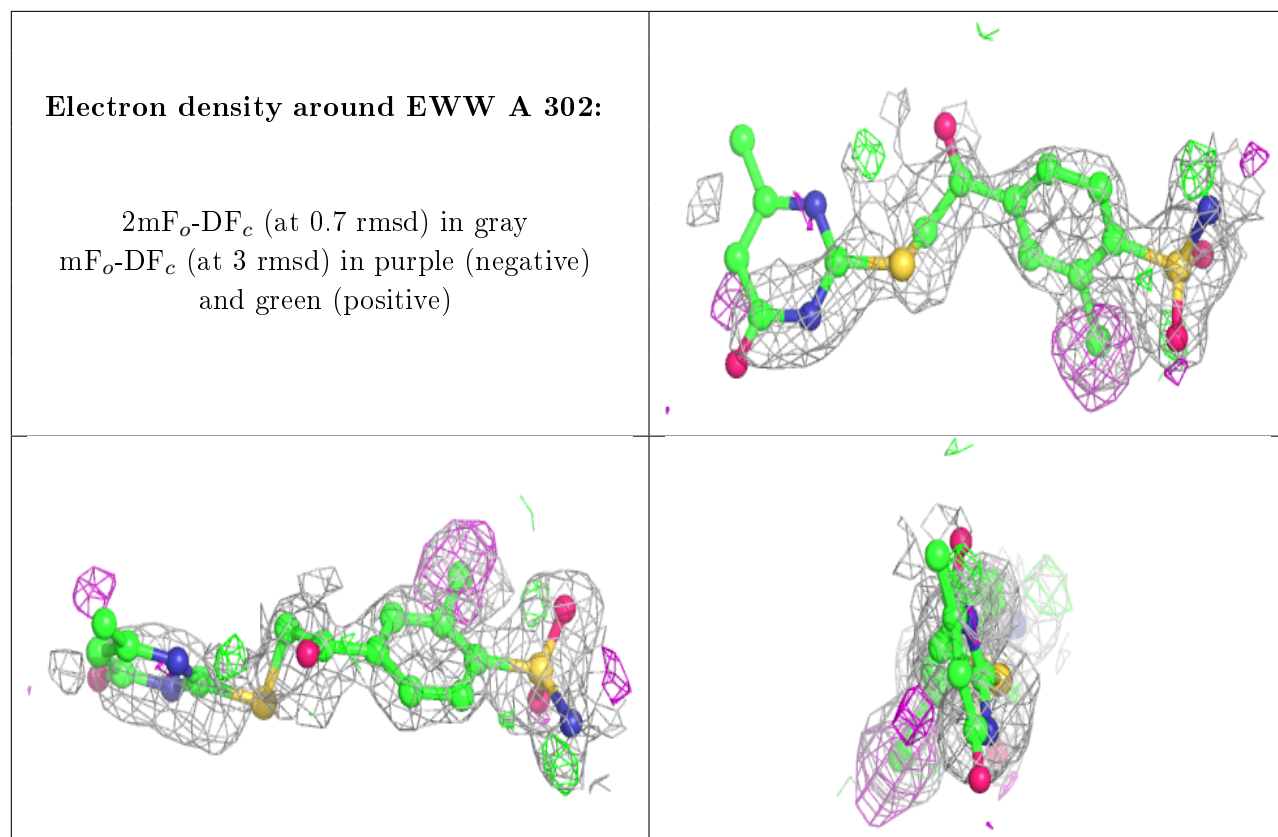 Electron density around EWW A 302:
2mFo-DFc (at 0.7 rmsd) in gray
mFo-DFc (at 3 rmsd) in purple (negative)
and green (positive)